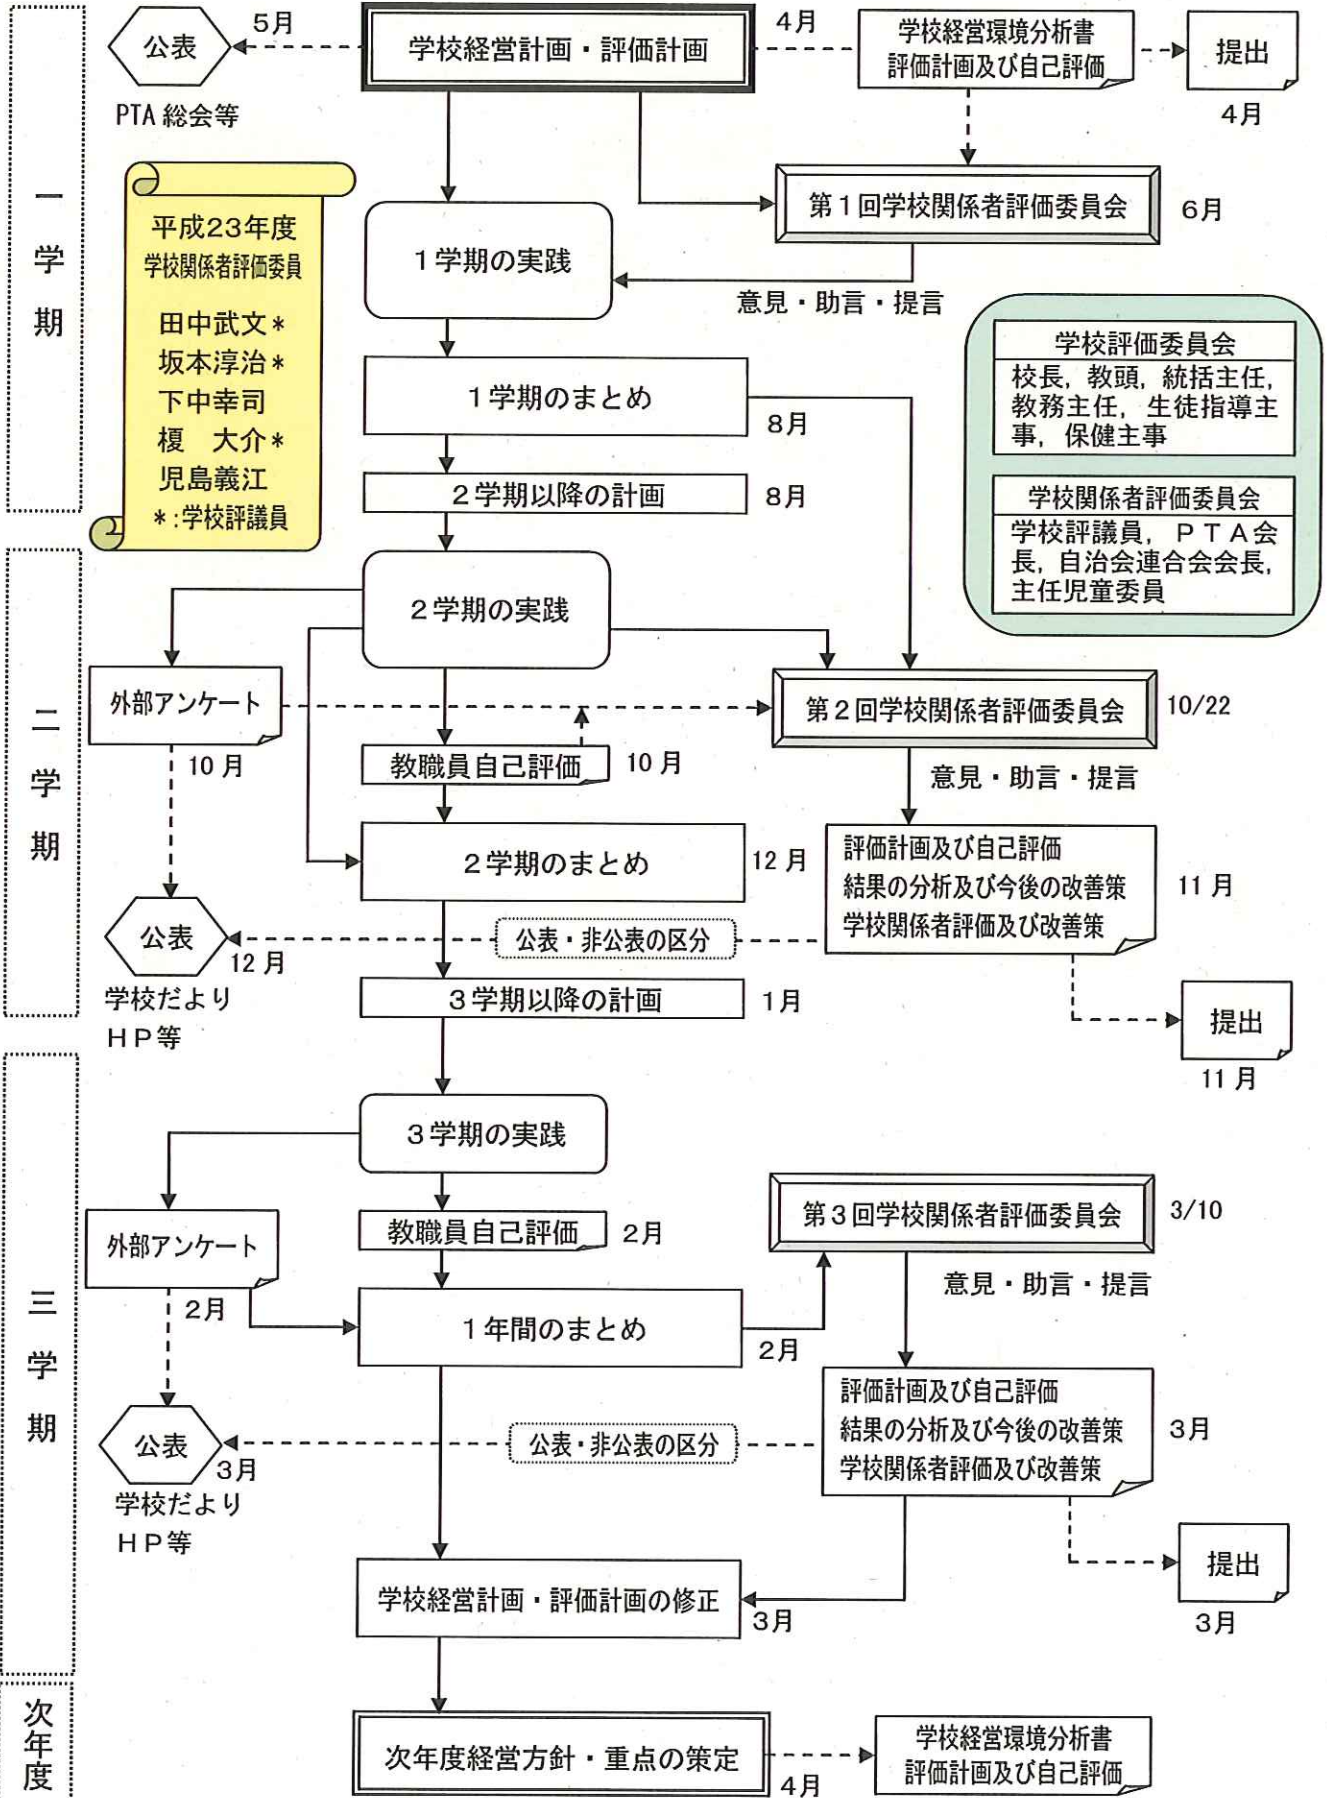 一学期
公表
5月
PTA総会等
学校経営計画・評価計画
4月
学校経営環境分析書
評価計画及び自己評価
提出
4月
平成23年度
学校関係者評価委員
田中武文*
坂本淳治*
下中幸司
榎　大介*
児島義江
*:学校評議員
第1回学校関係者評価委員会
6月
1学期の実践
意見・助言・提言
1学期のまとめ
8月
2学期以降の計画
8月
学校評価委員会
校長，教頭，統括主任，
教務主任，生徒指導主
事，保健主事
学校関係者評価委員会
学校評議員，ＰＴＡ会
長，自治会連合会会長，
主任児童委員
二学期
2学期の実践
外部アンケート
10月
第2回学校関係者評価委員会
10/22
教職員自己評価
10月
意見・助言・提言
2学期のまとめ
12月
評価計画及び自己評価
結果の分析及び今後の改善策
学校関係者評価及び改善策
11月
公表
12月
学校だより
ＨＰ等
公表・非公表の区分
3学期以降の計画
1月
提出
11月
三学期
3学期の実践
外部アンケート
2月
教職員自己評価
2月
第3回学校関係者評価委員会
3/10
意見・助言・提言
1年間のまとめ
2月
評価計画及び自己評価
結果の分析及び今後の改善策
学校関係者評価及び改善策
3月
公表
3月
学校だより
ＨＰ等
公表・非公表の区分
提出
3月
学校経営計画・評価計画の修正
3月
次年度
次年度経営方針・重点の策定
4月
学校経営環境分析書
評価計画及び自己評価